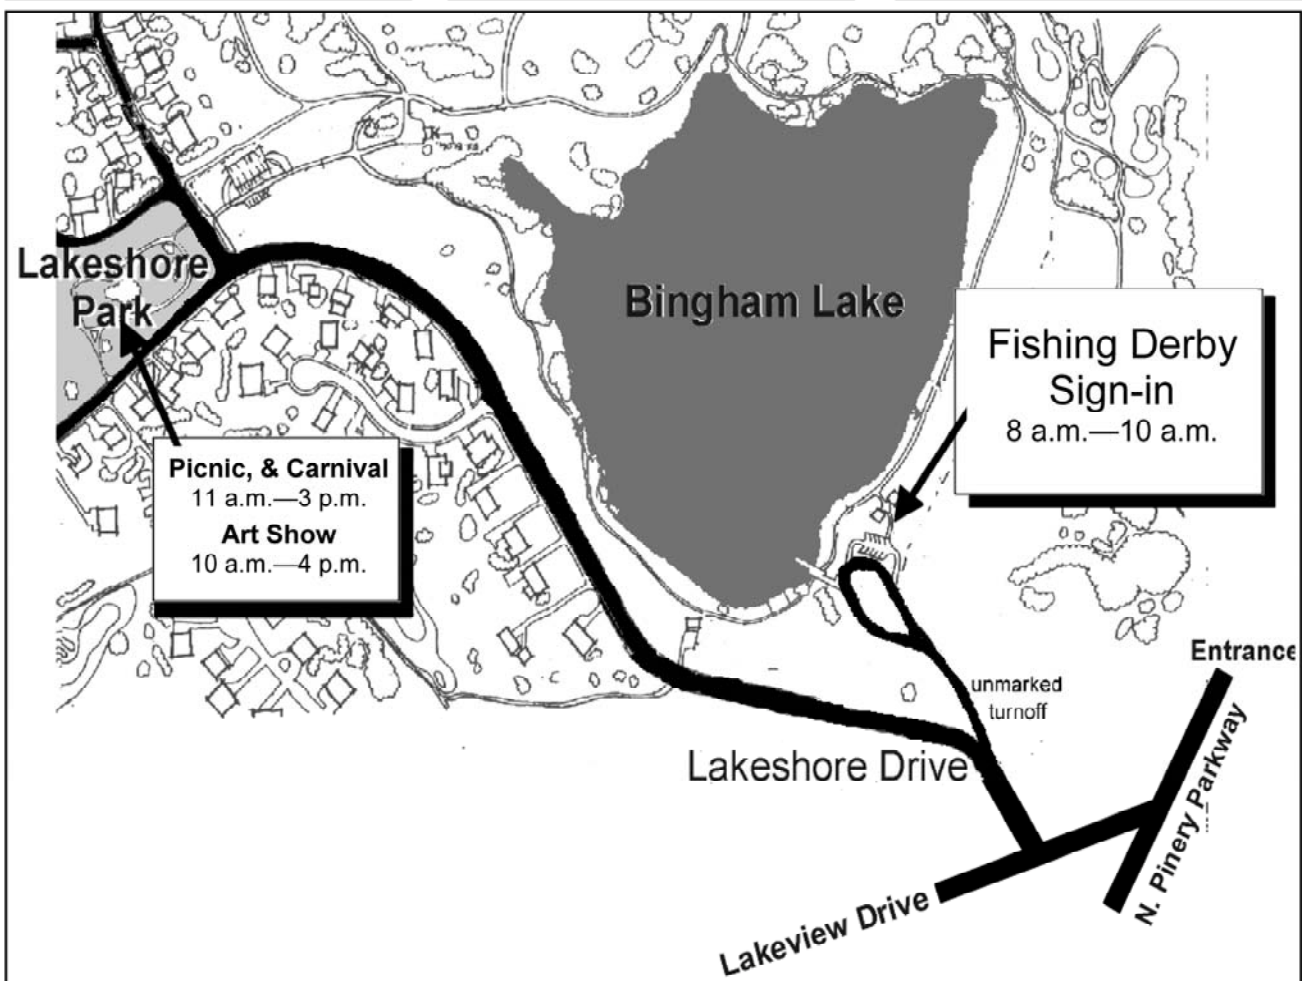 Lakeshore
Park
Bingham Lake
Fishing Derby
Sign-in
8 a.m.—10 a.m.
Picnic, & Carnival
11 a.m.—3 p.m.
Art Show
10 a.m.—4 p.m.
Entrance
unmarked
turnoff
N. Pinery Parkway
Lakeshore Drive
Lakeview Drive